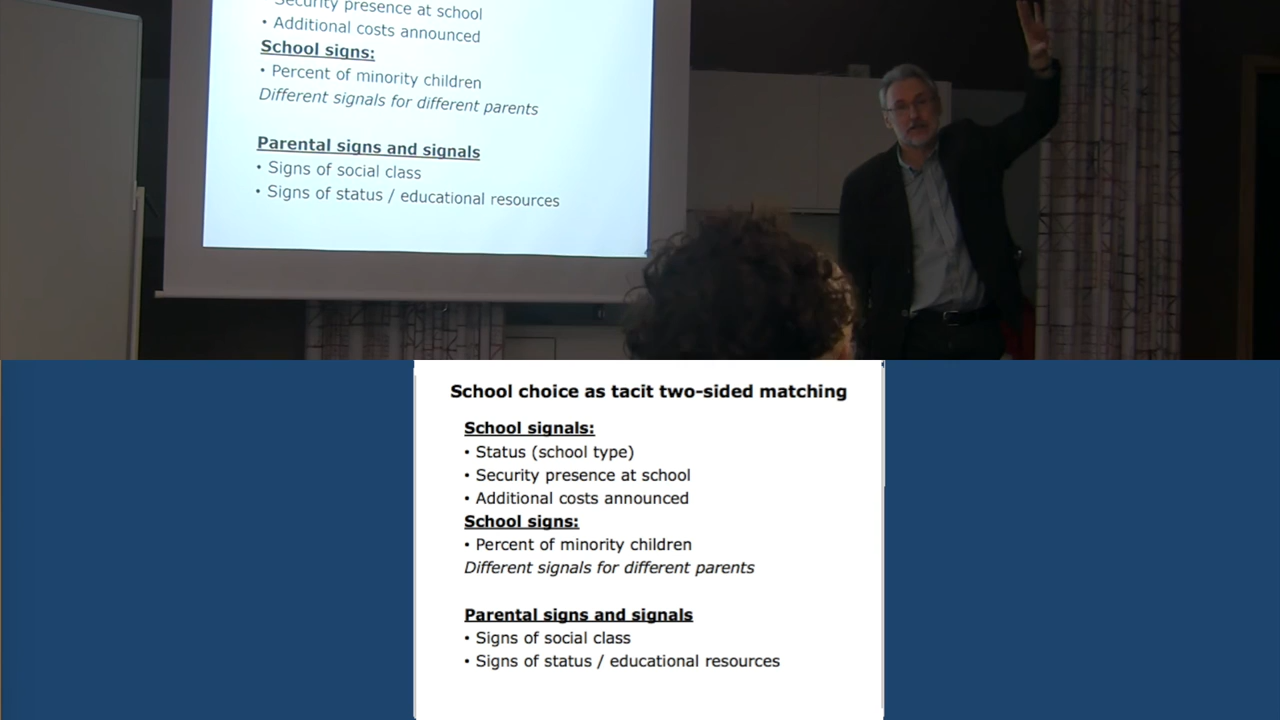 Security presence at school
• Additional costs announced
School signs:
• Percent of minority children
Different signals for different parents
Parental signs and signals
• Signs of social class
• Signs of status / educational resources
School choice as tacit two-sided matching
School signals:
• Status (school type)
• Security presence at school
• Additional costs announced
School signs:
• Percent of minority children
Different signals for different parents
Parental signs and signals
• Signs of social class
• Signs of status / educational resources